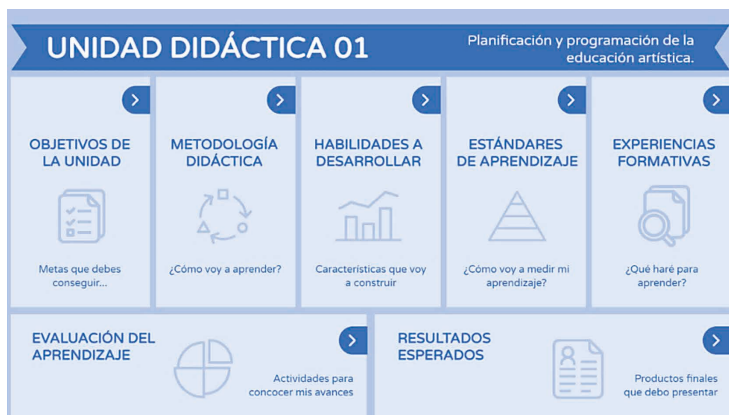 UNIDAD DIDÁCTICA 01
Planificación y programación de la
educación artística.
OBJETIVOS DE
LA UNIDAD
Metas que debes
conseguir...
METODOLOGÍA
DIDÁCTICA
¿Cómo voy a aprender?
HABILIDADES A
DESARROLLAR
Características que voy
a construir
ESTÁNDARES
DE APRENDIZAJE
¿Cómo voy a medir mi
aprendizaje?
EXPERIENCIAS
FORMATIVAS
¿Qué haré para
aprender?
EVALUACIÓN DEL
APRENDIZAJE
Actividades para
concocer mis avances
RESULTADOS
ESPERADOS
Productos finales
que debo presentar